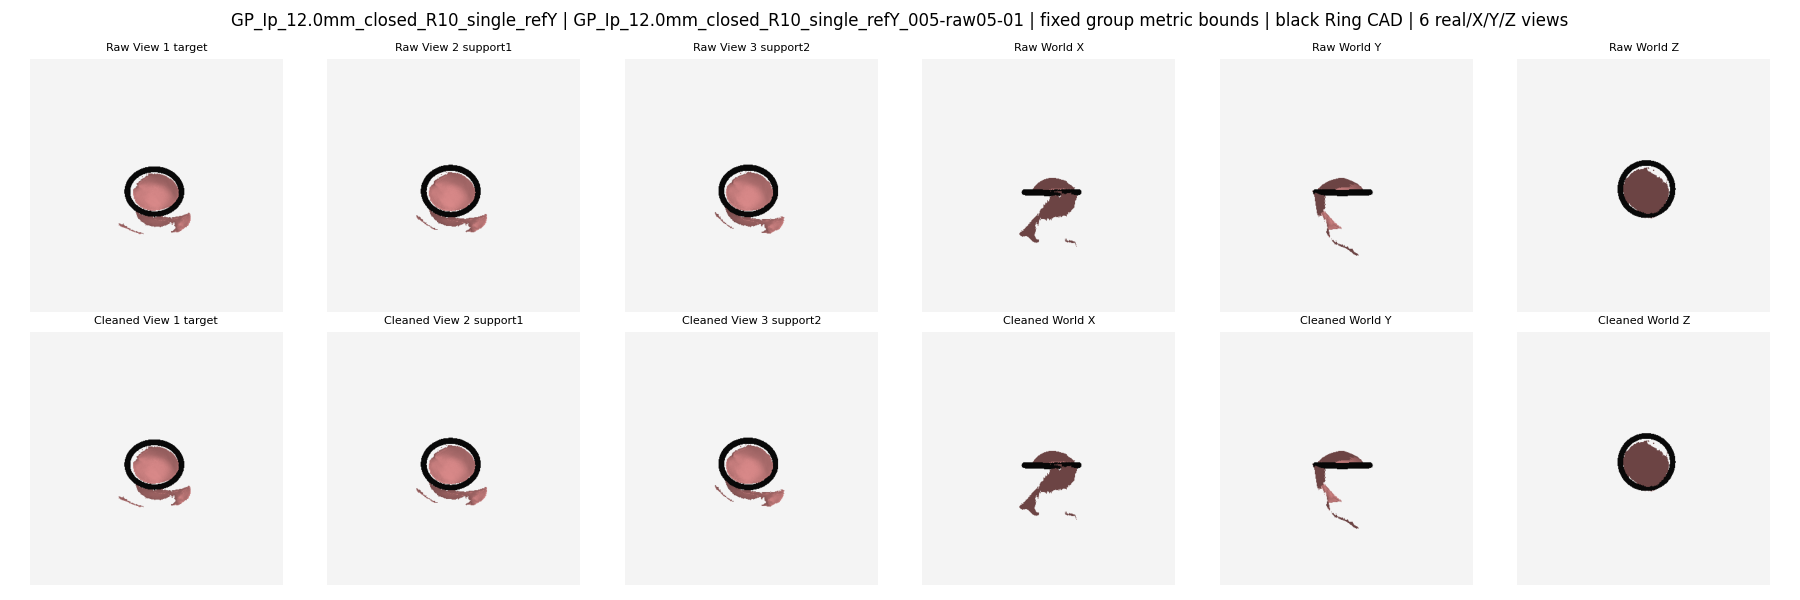 GP_Ip_12.0mm_closed_R10_single_refY | GP_Ip_12.0mm_closed_R10_single_refY_005-raw05-01 | fixed group metric bounds | black Ring CAD | 6 real/X/Y/Z views
Raw View 1 target
Raw View 2 support1
Raw View 3 support2
Raw World X
Raw World Y
Raw World Z
Cleaned View 1 target
Cleaned View 2 support1
Cleaned View 3 support2
Cleaned World X
Cleaned World Y
Cleaned World Z